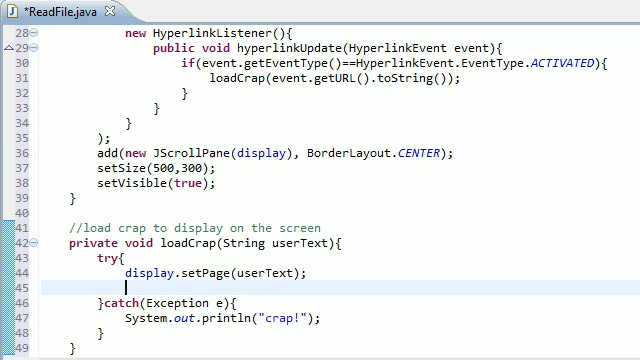 *ReadFile.java
28 new HyperlinkListener(){
29 public void hyperlinkUpdate(HyperlinkEvent event){
30 if(event.getEventType()==HyperlinkEvent.EventType.ACTIVATED){
31 loadCrap(event.getURL().toString());
32 }
33 }
34 }
35 );
36 add(new JScrollPane(display), BorderLayout.CENTER);
37 setSize(500,300);
38 setVisible(true);
39 }
40
41 //load crap to display on the screen
42 private void loadCrap(String userText){
43 try{
44 display.setPage(userText);
45
46 }catch(Exception e){
47 System.out.println("crap!");
48 }
49 }